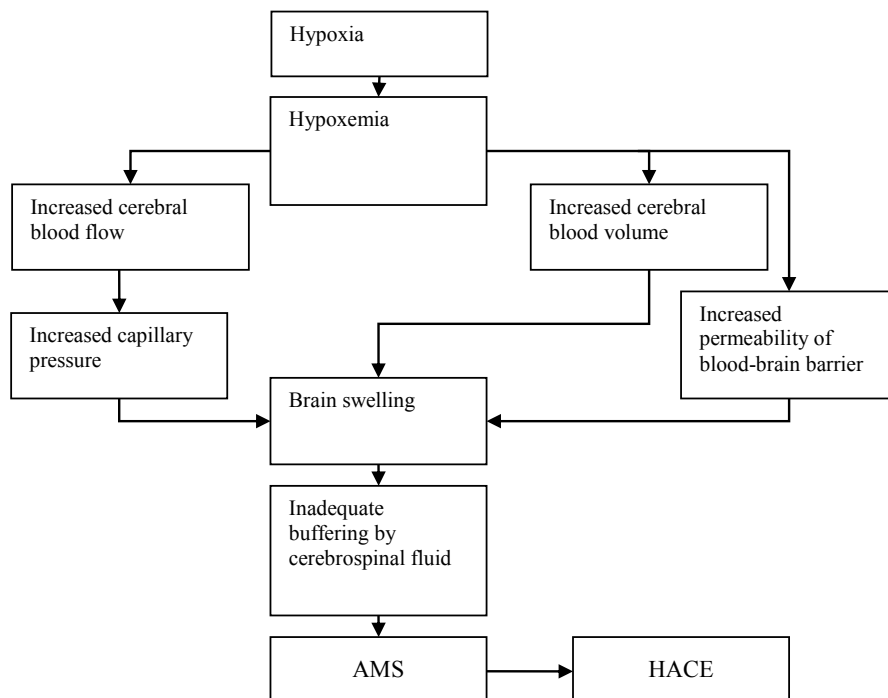 Hypoxia
Hypoxemia
Increased cerebral
blood flow
Increased cerebral
blood volume
Increased capillary
pressure
Increased
permeability of
blood-brain barrier
Brain swelling
Inadequate
buffering by
cerebrospinal fluid
AMS
HACE